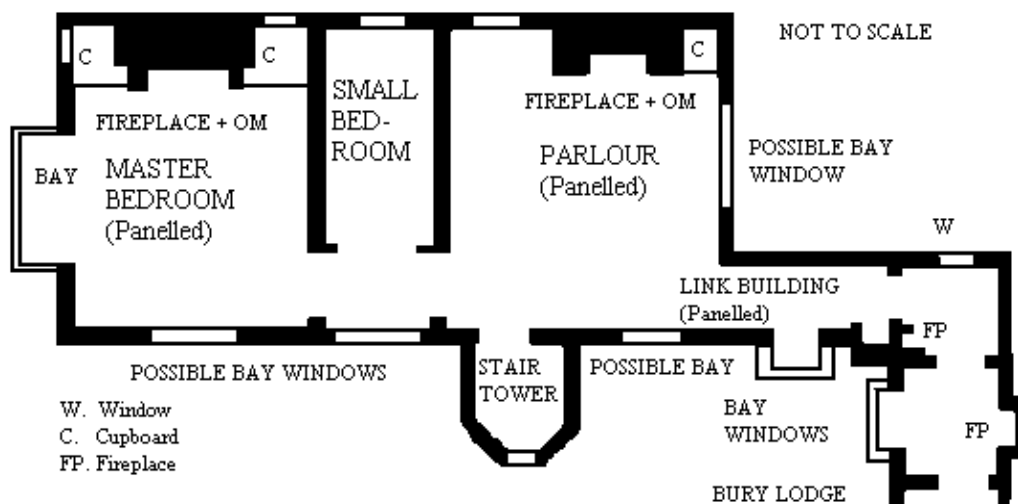 NOT TO SCALE
C
C
C
SMALL
BED-
ROOM
FIREPLACE + OM
FIREPLACE + OM
BAY
MASTER
BEDROOM
(Panelled)
PARLOUR
(Panelled)
POSSIBLE BAY
WINDOW
W
LINK BUILDING
(Panelled)
FP
POSSIBLE BAY WINDOWS
STAIR
TOWER
POSSIBLE BAY
BAY
WINDOWS
FP
W. Window
C. Cupboard
FP. Fireplace
BURY LODGE